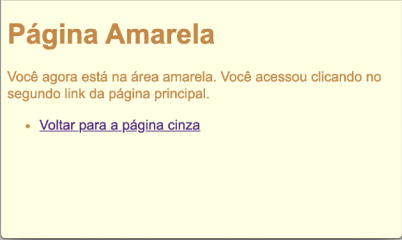 Página Amarela
Você agora está na área amarela. Você acessou clicando no
segundo link da página principal.
Voltar para a página cinza